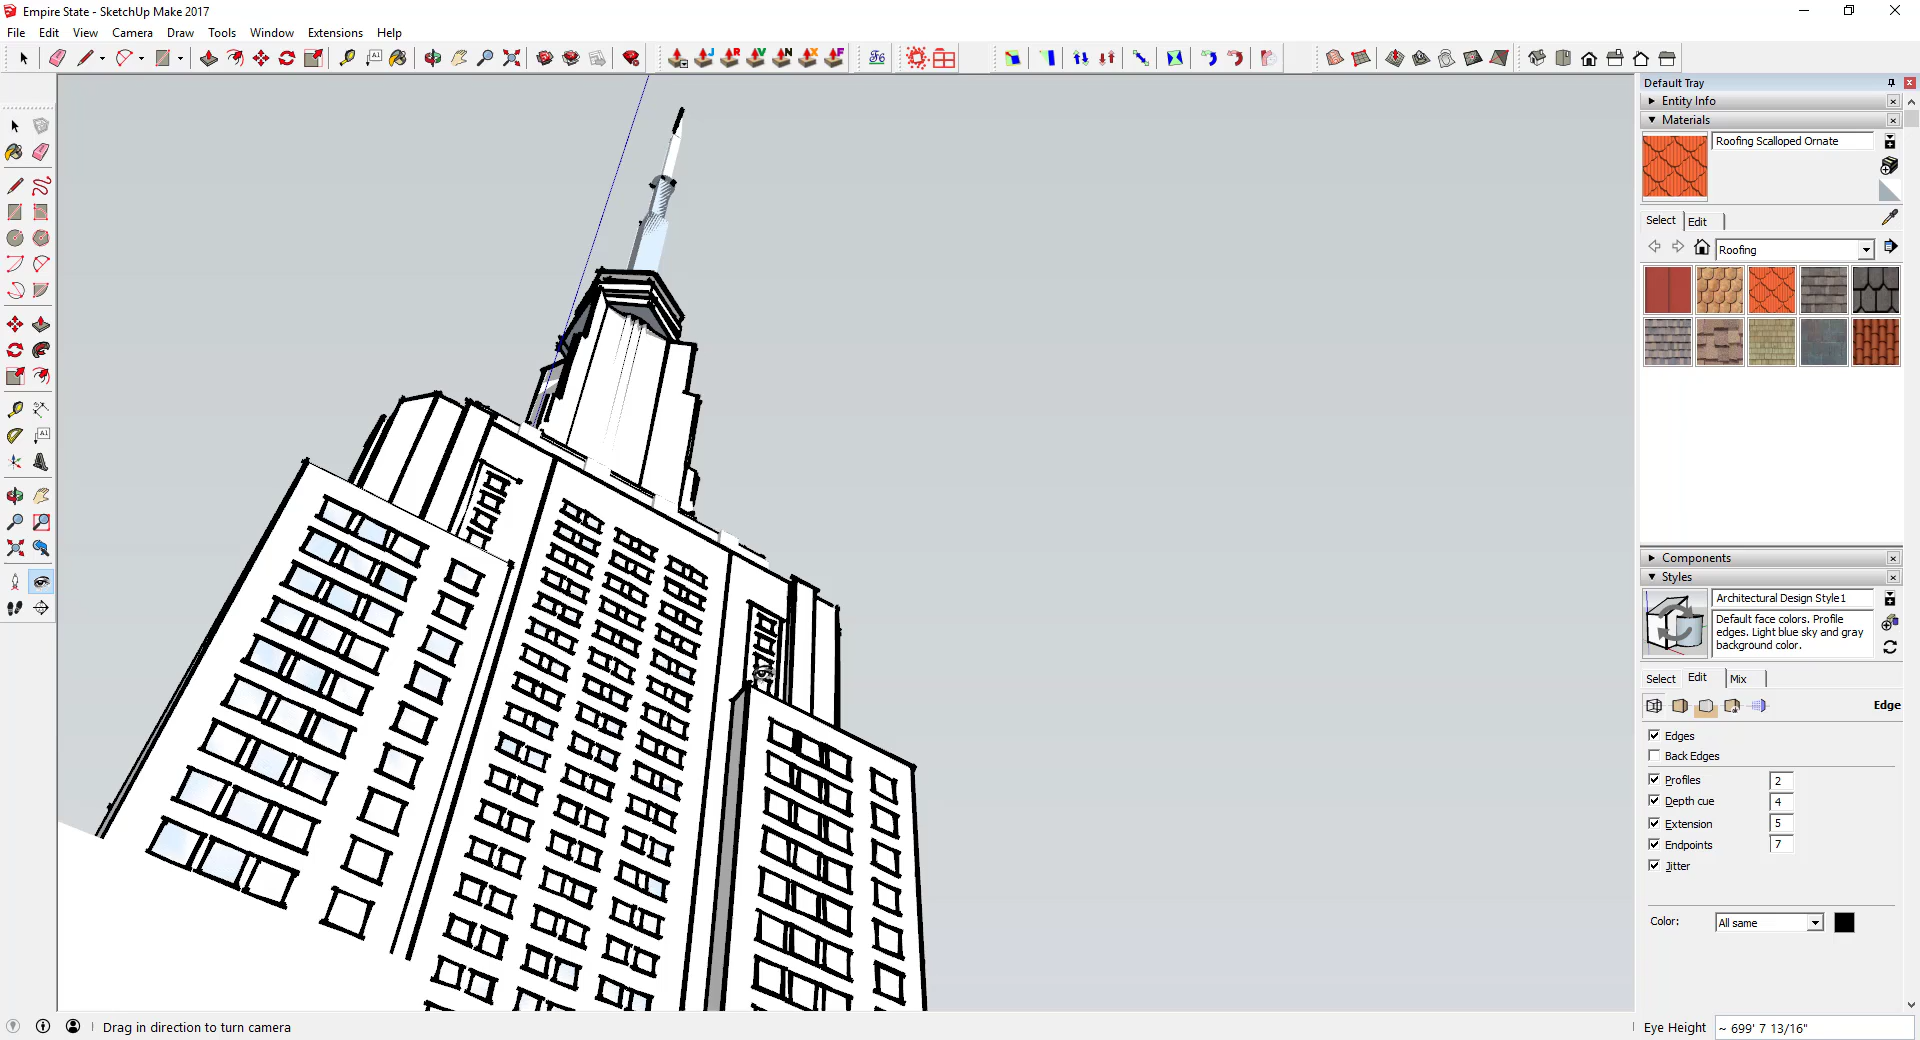 Empire State - SketchUp Make 2017
File Edit View Camera Draw Tools Window Extensions Help
J R V N X F
A1
Default Tray
Entity Info
Materials
Roofing Scalloped Ornate
Select Edit
Roofing
A1
Components
Styles
Architectural Design Style1
Default face colors. Profile
edges. Light blue sky and gray
background color.
Select Edit Mix
Edge
Edges
Back Edges
Profiles 2
Depth cue 4
Extension 5
Endpoints 7
Jitter
Color: All same
Drag in direction to turn camera
Eye Height ~ 699' 7 13/16"